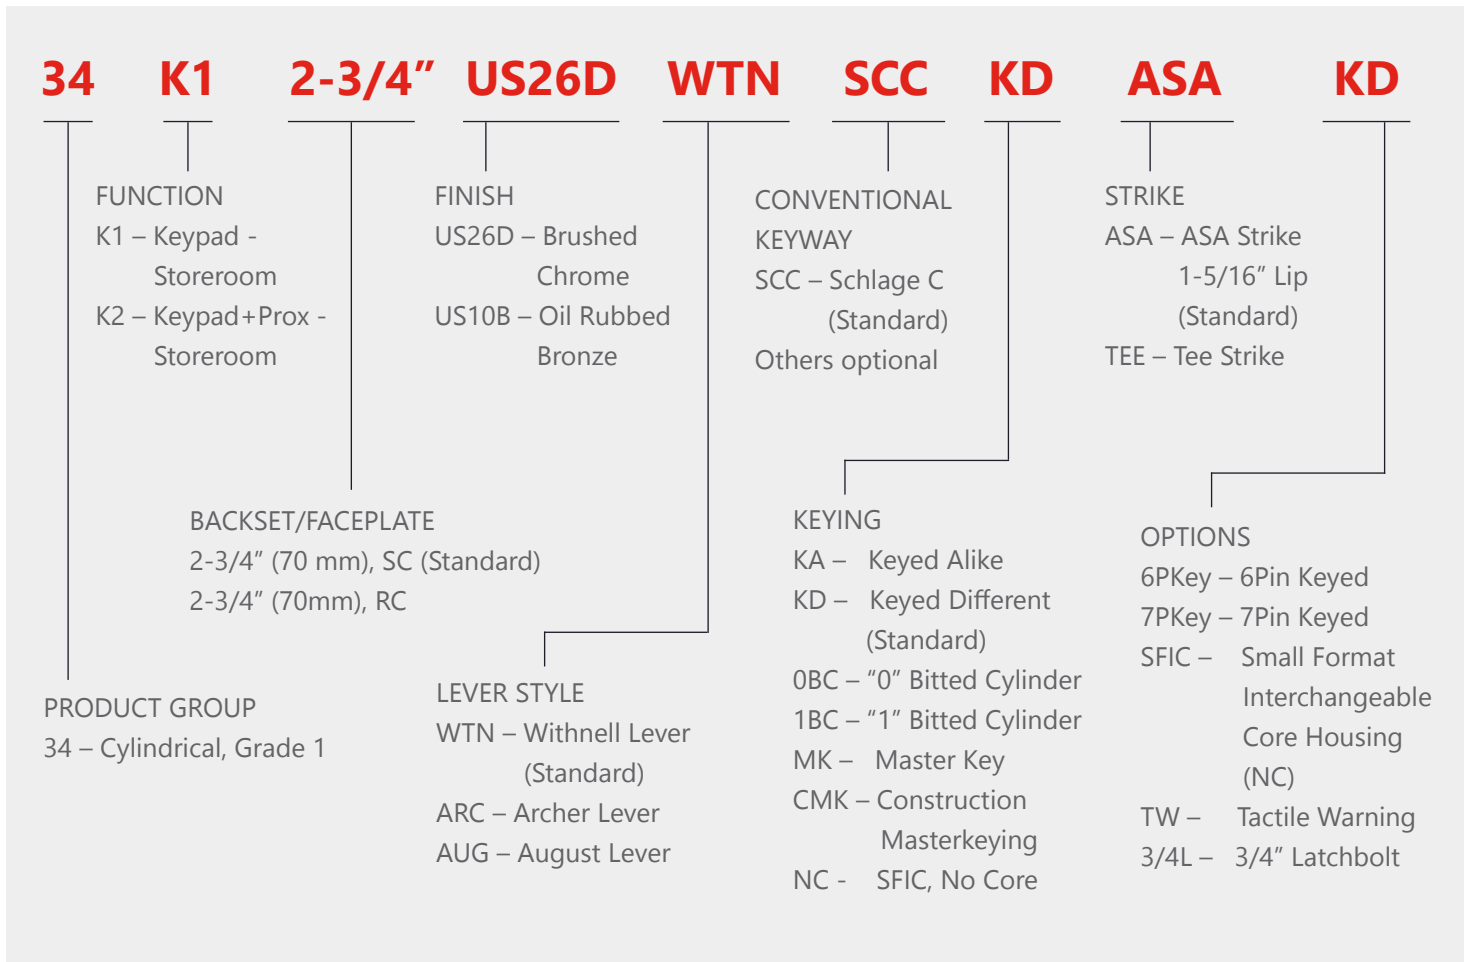 34 K1 2-3/4” US26D WTN SCC KD ASA KD
FUNCTION
K1 – Keypad -
Storeroom
K2 – Keypad+Prox -
Storeroom
FINISH
US26D – Brushed
Chrome
US10B – Oil Rubbed
Bronze
CONVENTIONAL
KEYWAY
SCC – Schlage C
(Standard)
Others optional
STRIKE
ASA – ASA Strike
1-5/16” Lip
(Standard)
TEE – Tee Strike
BACKSET/FACEPLATE
2-3/4” (70 mm), SC (Standard)
2-3/4” (70mm), RC
KEYING
KA – Keyed Alike
KD – Keyed Different
(Standard)
0BC – “0” Bitted Cylinder
1BC – “1” Bitted Cylinder
MK – Master Key
CMK – Construction
Masterkeying
NC - SFIC, No Core
OPTIONS
6PKey – 6Pin Keyed
7PKey – 7Pin Keyed
SFIC – Small Format
Interchangeable
Core Housing
(NC)
TW – Tactile Warning
3/4L – 3/4” Latchbolt
PRODUCT GROUP
34 – Cylindrical, Grade 1
LEVER STYLE
WTN – Withnell Lever
(Standard)
ARC – Archer Lever
AUG – August Lever